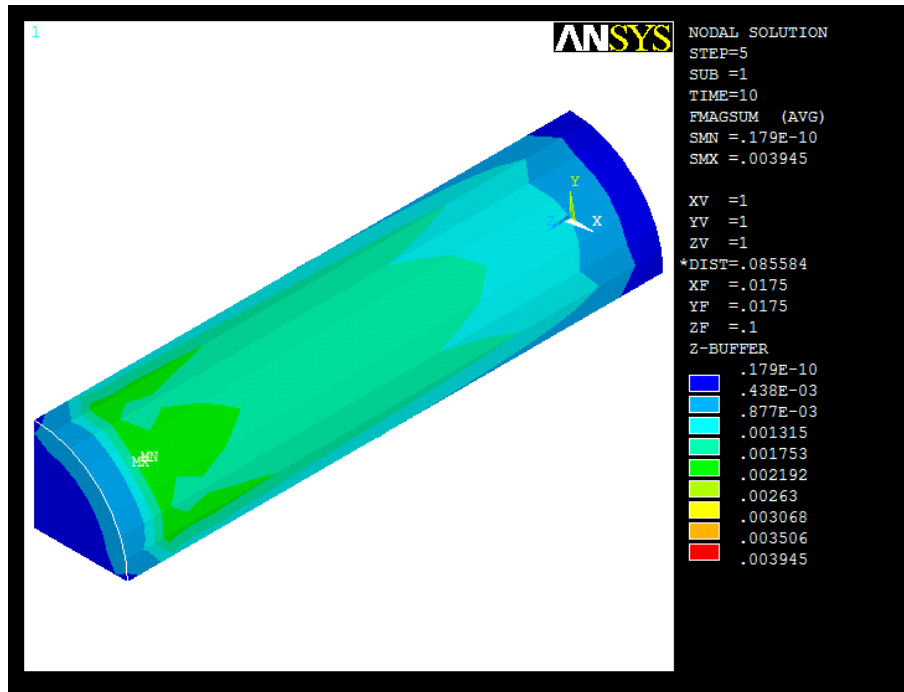 1
ANSYS
NODAL SOLUTION
STEP=5
SUB =1
TIME=10
FMAGSUM (AVG)
SMN =.179E-10
SMX =.003945
XV =1
YV =1
ZV =1
*DIST=.085584
XF =.0175
YF =.0175
ZF =.1
Z-BUFFER
.179E-10
.438E-03
.877E-03
.001315
.001753
.002192
.00263
.003068
.003506
.003945
Y
Z X
MX MN